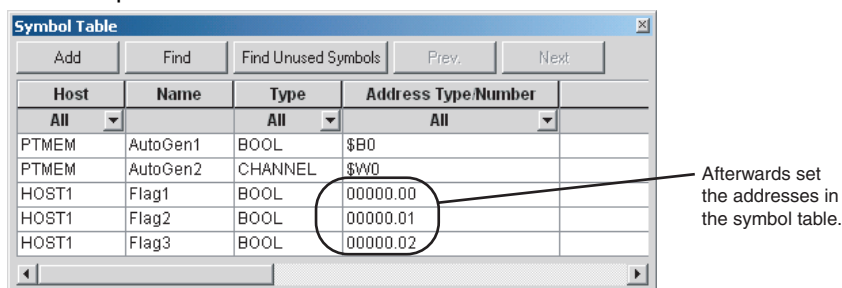 Symbol Table
Add Find Find Unused Symbols Prev. Next
Host Name Type Address Type/Number
All All All
PTMEM AutoGen1 BOOL $B0
PTMEM AutoGen2 CHANNEL $W0
HOST1 Flag1 BOOL 00000.00
HOST1 Flag2 BOOL 00000.01
HOST1 Flag3 BOOL 00000.02
Afterwards set
the addresses in
the symbol table.